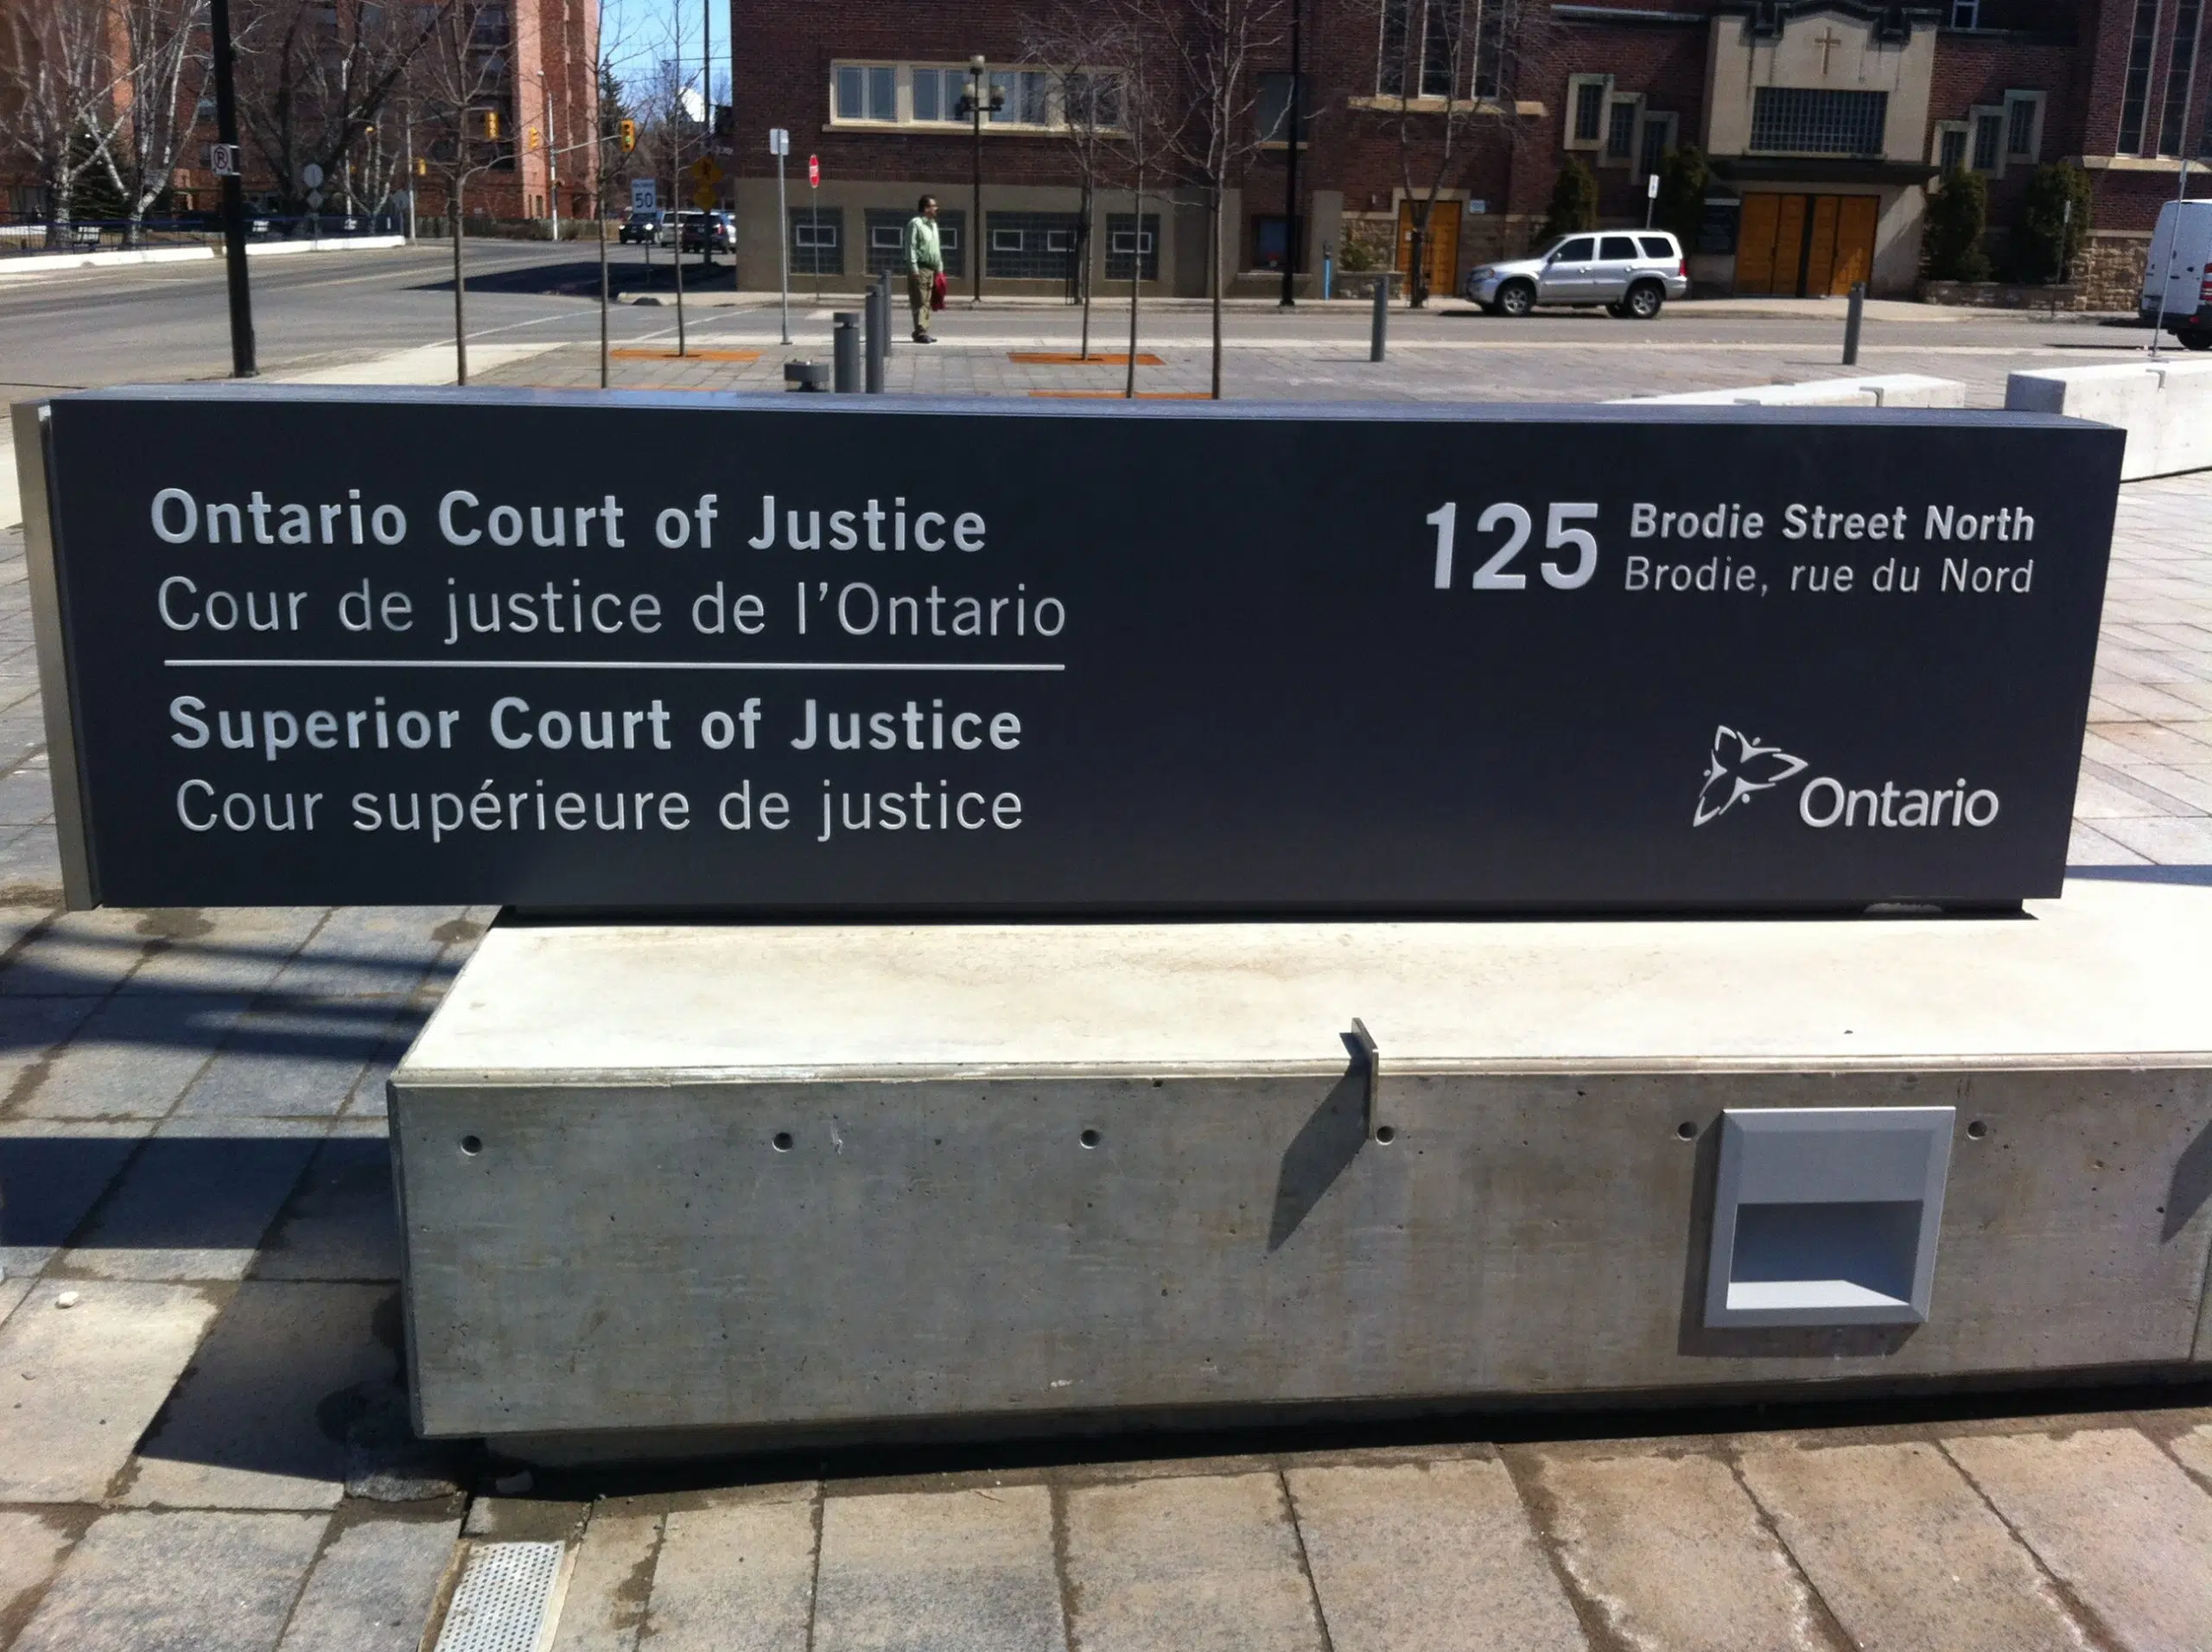 Ontario Court of Justice
Cour de justice de l'Ontario
Superior Court of Justice
Cour supérieure de justice
125 Brodie Street North
Brodie, rue du Nord
Ontario
50